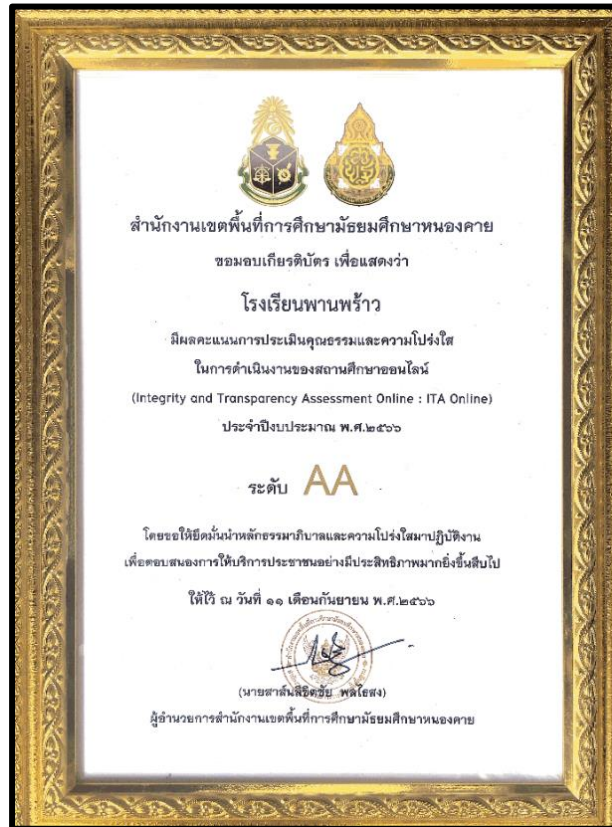 สำนักงานเขตพื้นที่การศึกษามัธยมศึกษาหนองคาย
ขอมอบเกียรติบัตร เพื่อแสดงว่า
โรงเรียนพานพร้าว
มีผลคะแนนการประเมินคุณธรรมและความโปร่งใส
ในการดำเนินงานของสถานศึกษาออนไลน์
(Integrity and Transparency Assessment Online : ITA Online)
ประจำปีงบประมาณ พ.ศ.๒๕๖๖
ระดับ AA
โดยขอให้ยึดมั่นนำหลักธรรมาภิบาลและความโปร่งใสมาปฏิบัติงาน
เพื่อตอบสนองการให้บริการประชาชนอย่างมีประสิทธิภาพมากยิ่งขึ้นสืบไป
ให้ไว้ ณ วันที่ ๑๑ เดือนกันยายน พ.ศ.๒๕๖๖
พลโยสง)
ผู้อำนวยการสำนักงานเขตพื้นที่การศึกษามัธยมศึกษาหนองคาย